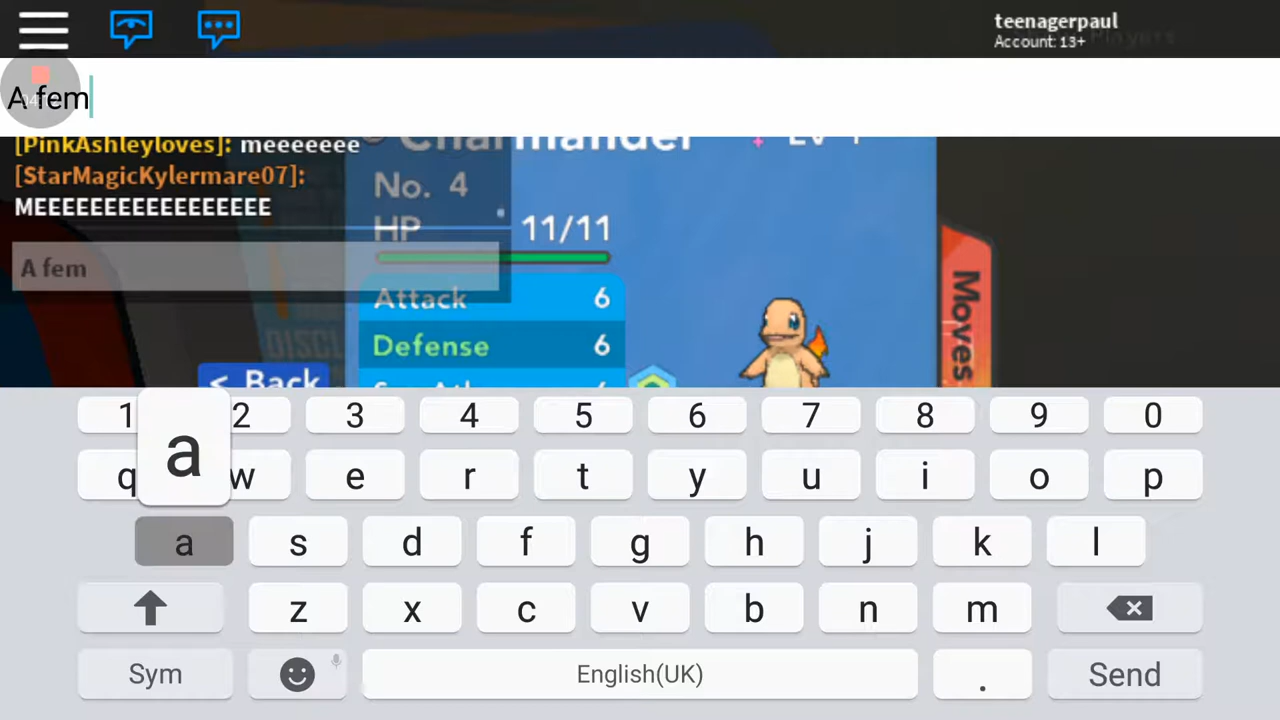 teenagerpaul
Account: 13+
A fem
[PinkAshleyloves]: meeeeeee
[StarMagicKylermare07]:
MEEEEEEEEEEEEEEEEE
A fem
Charmander
No. 4
HP 11/11
Attack 6
Defense 6
Moves
< Back
1 2 3 4 5 6 7 8 9 0
a
q w e r t y u i o p
a s d f g h j k l
z x c v b n m
Sym English(UK) . Send